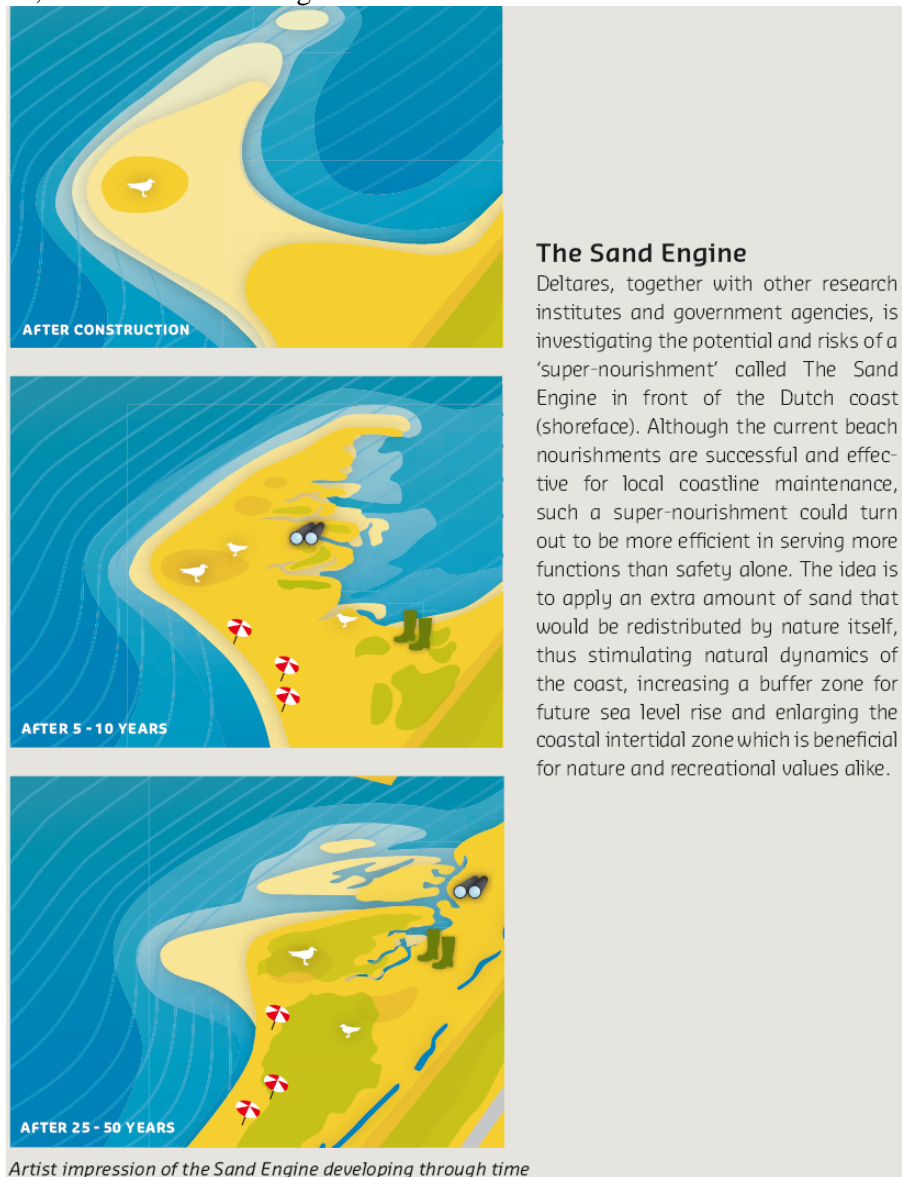 AFTER CONSTRUCTION
AFTER 5 - 10 YEARS
AFTER 25 - 50 YEARS
Artist impression of the Sand Engine developing through time
The Sand Engine
Deltares, together with other research
institutes and government agencies, is
investigating the potential and risks of a
‘super-nourishment’ called The Sand
Engine in front of the Dutch coast
(shoreface). Although the current beach
nourishments are successful and effec-
tive for local coastline maintenance,
such a super-nourishment could turn
out to be more efficient in serving more
functions than safety alone. The idea is
to apply an extra amount of sand that
would be redistributed by nature itself,
thus stimulating natural dynamics of
the coast, increasing a buffer zone for
future sea level rise and enlarging the
coastal intertidal zone which is beneficial
for nature and recreational values alike.